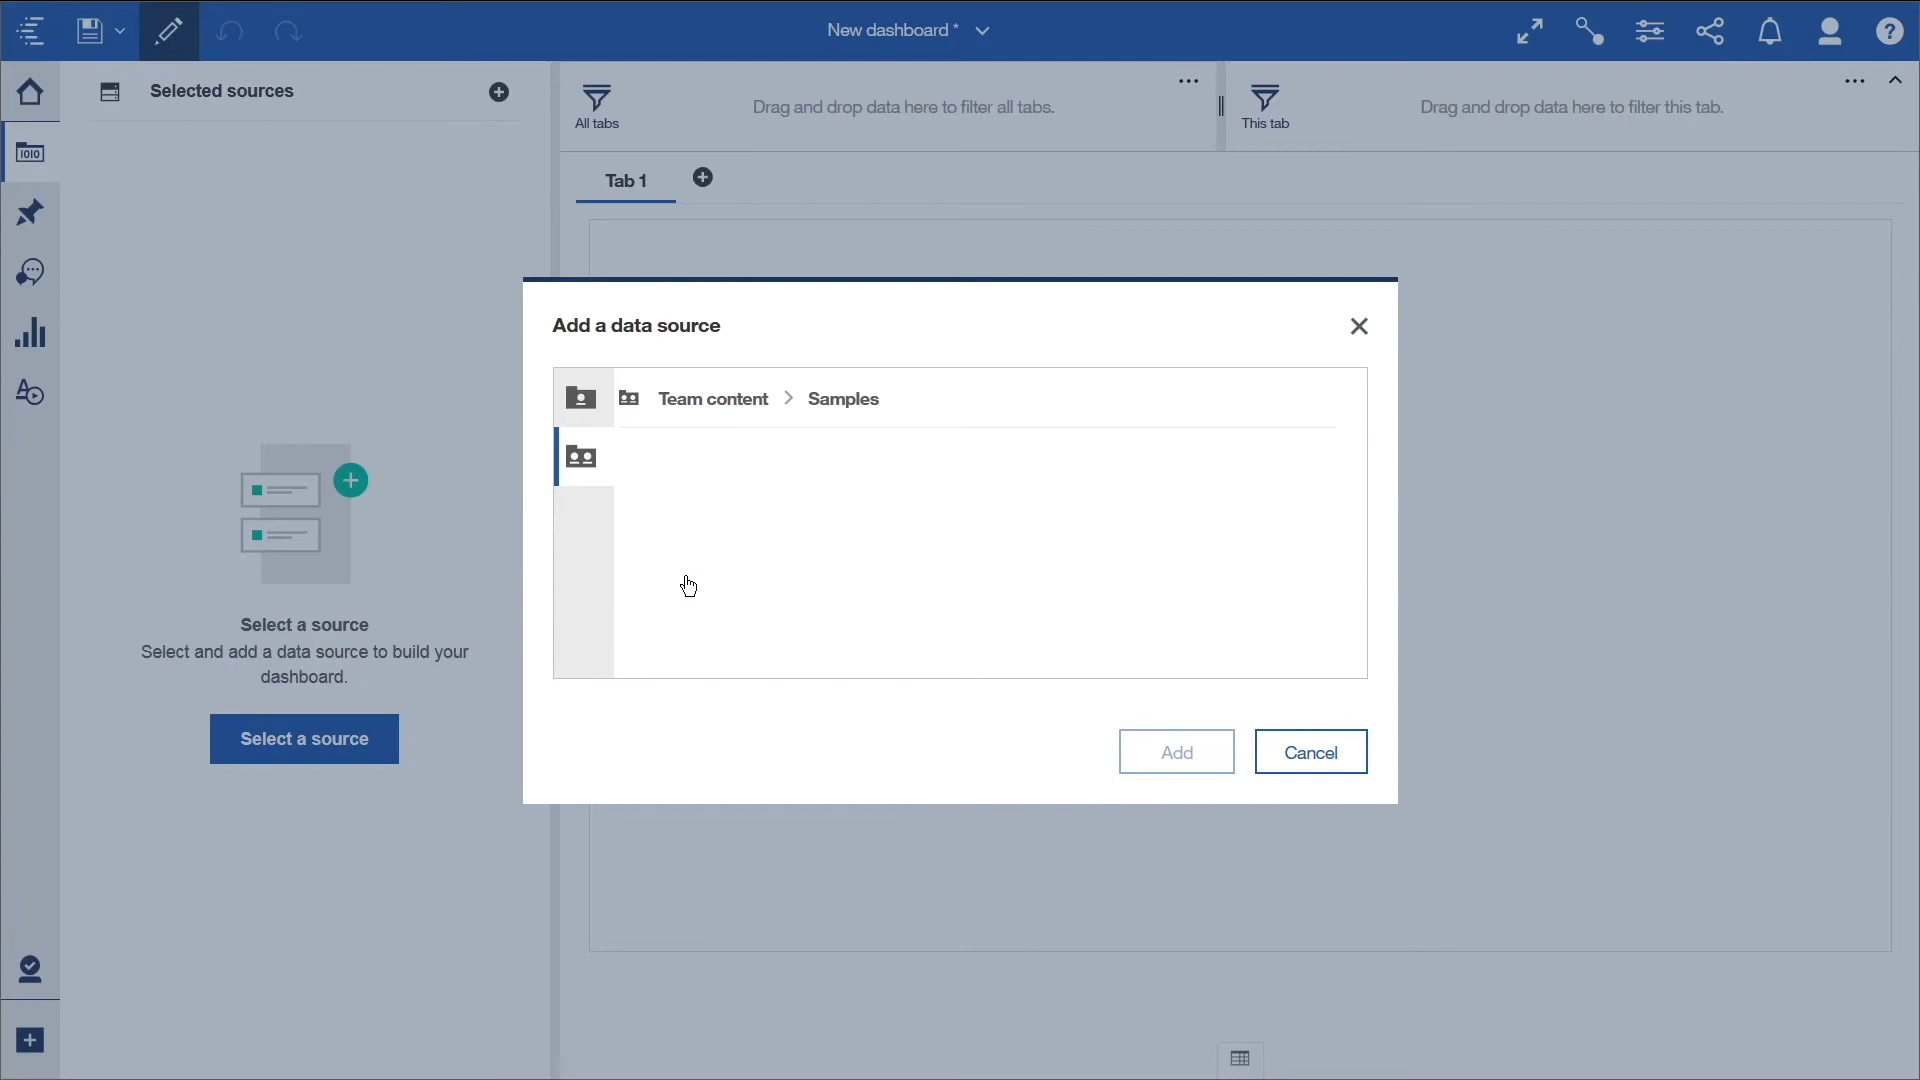 New dashboard *
Selected sources
All tabs
Drag and drop data here to filter all tabs.
This tab
Drag and drop data here to filter this tab.
Tab 1
Add a data source
Team content > Samples
Select a source
Select and add a data source to build your
dashboard.
Select a source
Add
Cancel